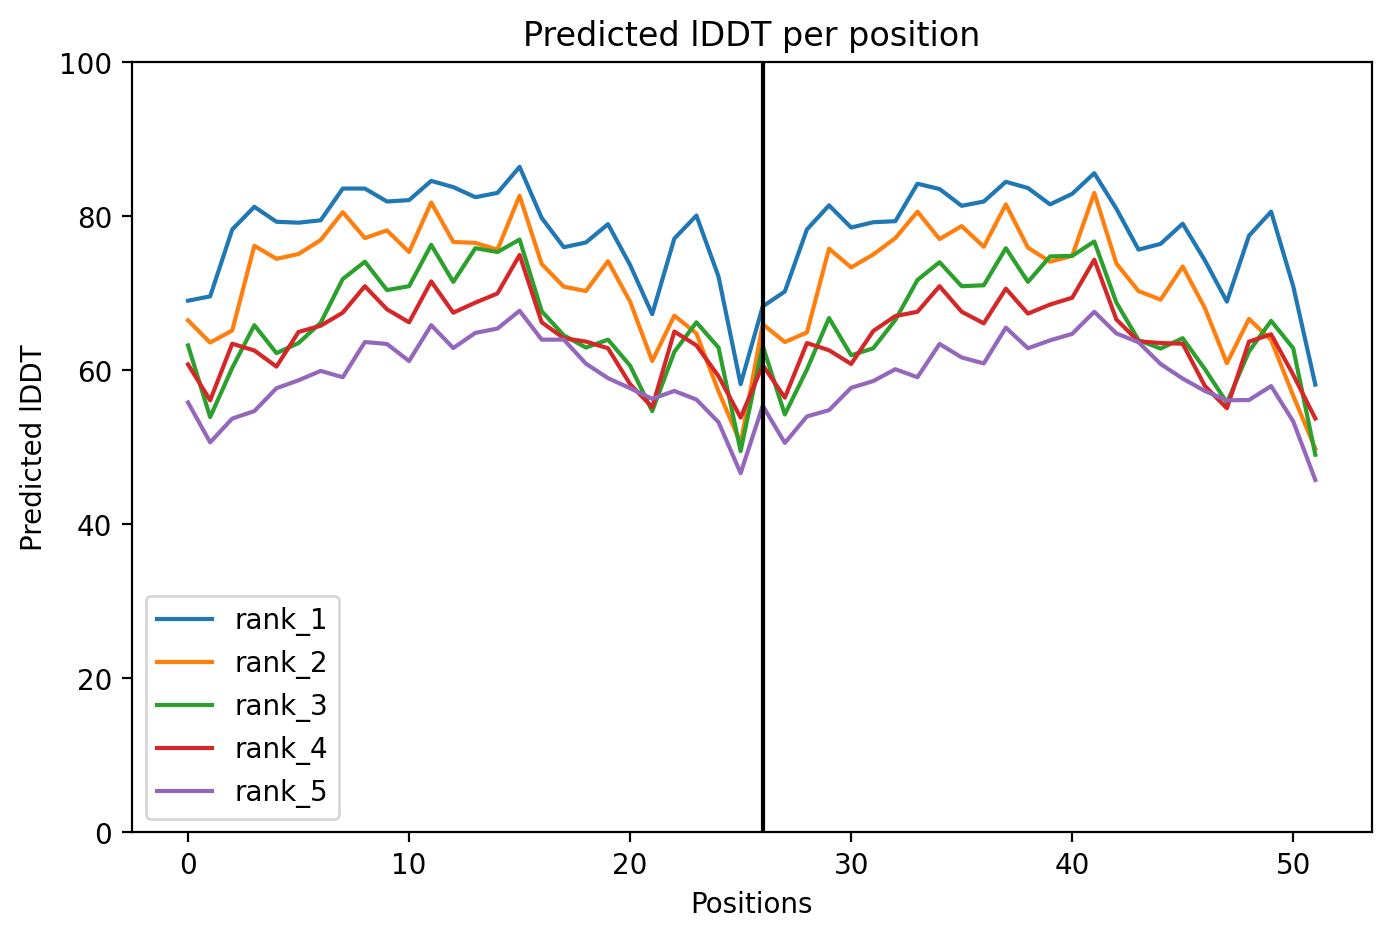 Predicted lDDT per position
Predicted lDDT
100
80
60
40
20
0
rank_1
rank_2
rank_3
rank_4
rank_5
0 10 20 30 40 50
Positions